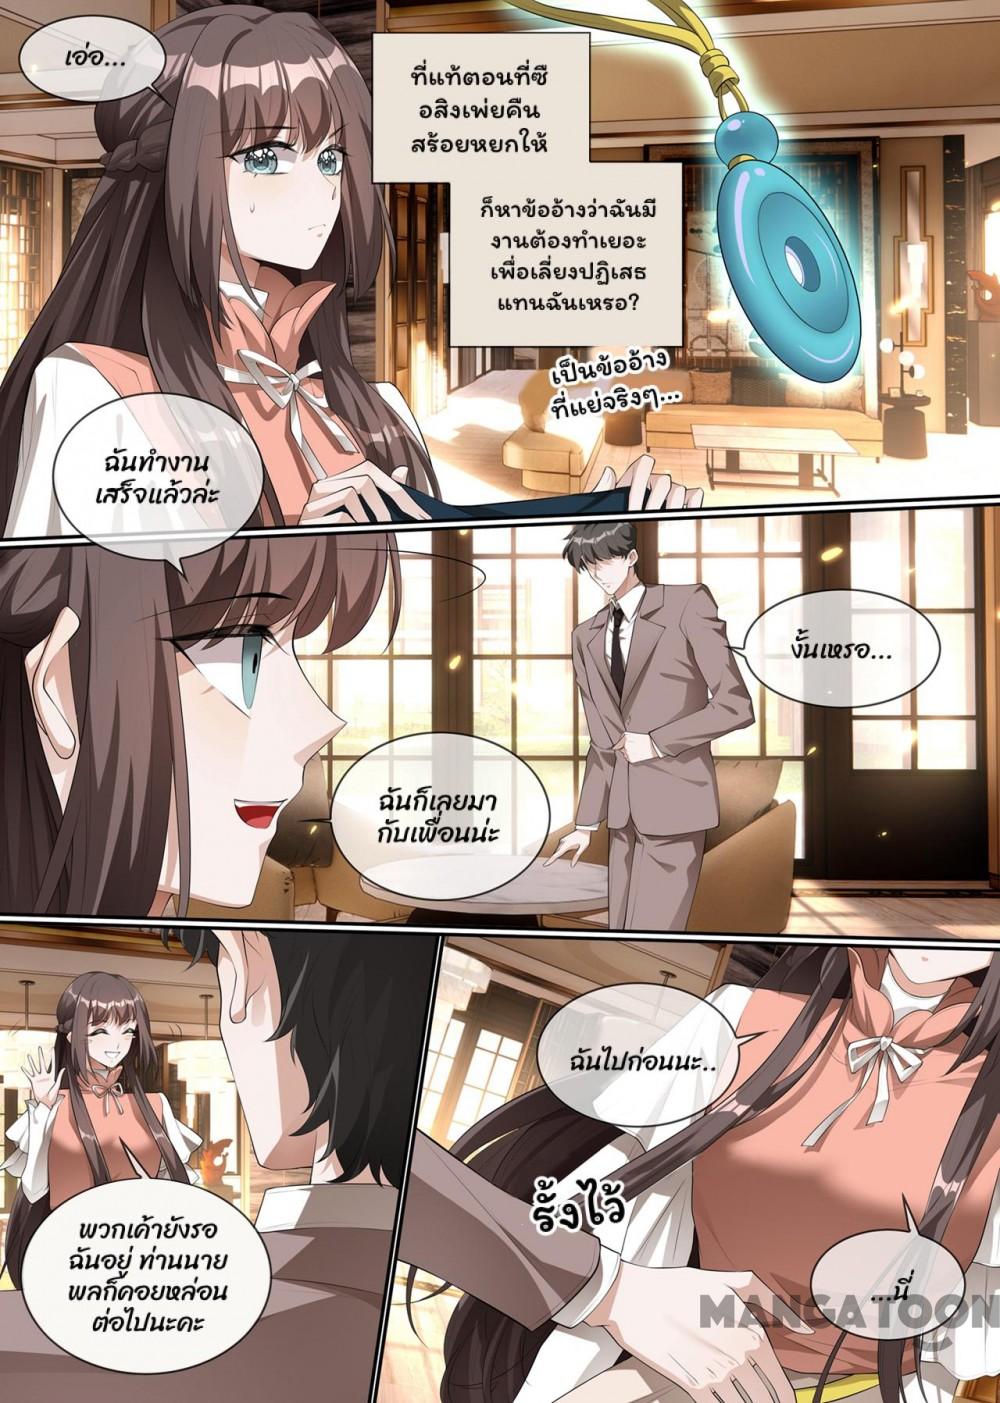 เอ่อ...
ที่แท้ตอนที่ซื
อสิงเพ่ยคืน
สร้อยหยกให้
ก็หาข้ออ้างว่าฉันมี
งานต้องทำเยอะ
เพื่อเลี่ยงปฏิเสธ
แทนฉันเหรอ?
เป็นข้ออ้าง
ที่แย่จริงๆ...
ฉันทำงาน
เสร็จแล้วล่ะ
งั้นเหรอ...
ฉันก็เลยมา
กับเพื่อนน่ะ
พวกเค้ายังรอ
ฉันอยู่ ท่านนาย
พลก็คอยหล่อน
ต่อไปนะคะ
ฉันไปก่อนนะ..
รั้งไว้
...นี่
MANGATOON